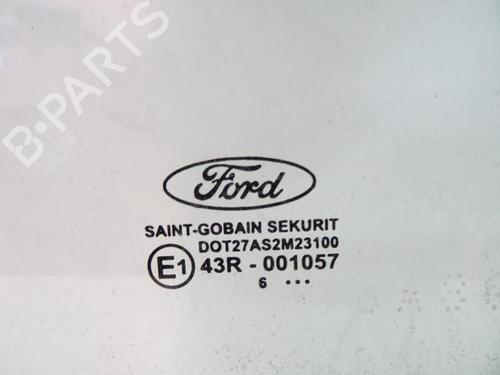 B-PARTS
Ford
SAINT-GOBAIN SEKURIT
DOT27AS2M23100
E1 43R - 001057
6 ...